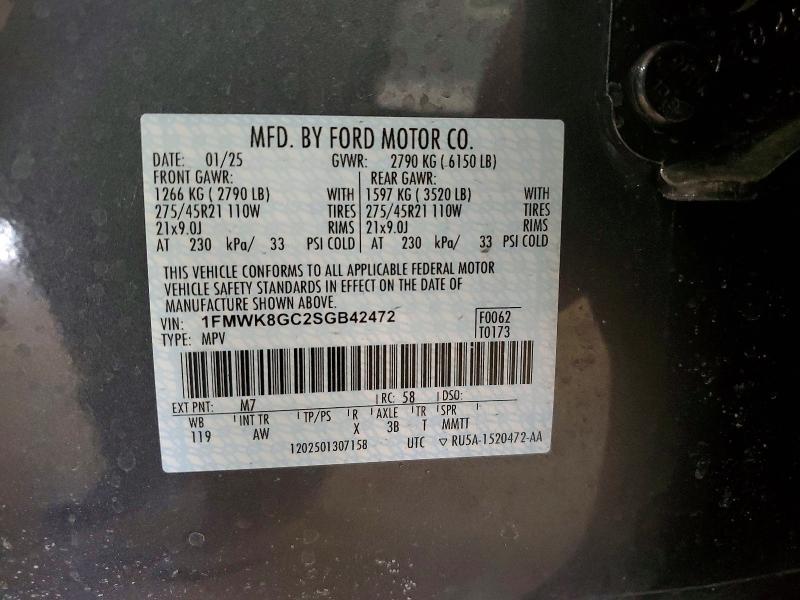 MFD. BY FORD MOTOR CO.
DATE: 01/25 GVWR: 2790 KG ( 6150 LB)
FRONT GAWR: REAR GAWR:
1266 KG ( 2790 LB) WITH 1597 KG ( 3520 LB) WITH
275/45R21 110W TIRES 275/45R21 110W TIRES
21x9.0J RIMS 21x9.0J RIMS
AT 230 kPa/ 33 PSI COLD AT 230 kPa/ 33 PSI COLD
THIS VEHICLE CONFORMS TO ALL APPLICABLE FEDERAL MOTOR
VEHICLE SAFETY STANDARDS IN EFFECT ON THE DATE OF
MANUFACTURE SHOWN ABOVE.
VIN: 1FMWK8GC2SGB42472 F0062
TYPE: MPV T0173
EXT PNT: M7 RC: 58 DSO:
WB INT TR TP/PS R AXLE TR SPR
119 AW X 3B T MMTT
1202501307158 UTC ▽ RU5A-1520472-AA